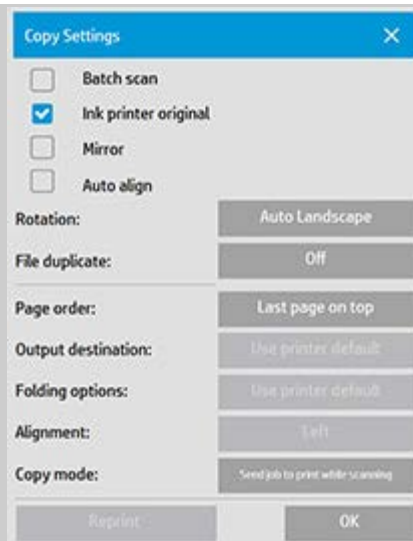 Copy Settings
Batch scan
Ink printer original
Mirror
Auto align
Rotation: Auto Landscape
File duplicate: Off
Page order: Last page on top
Output destination: Use printer default
Folding options: Use printer default
Alignment: Left
Copy mode: Send job to print while scanning
Reprint OK